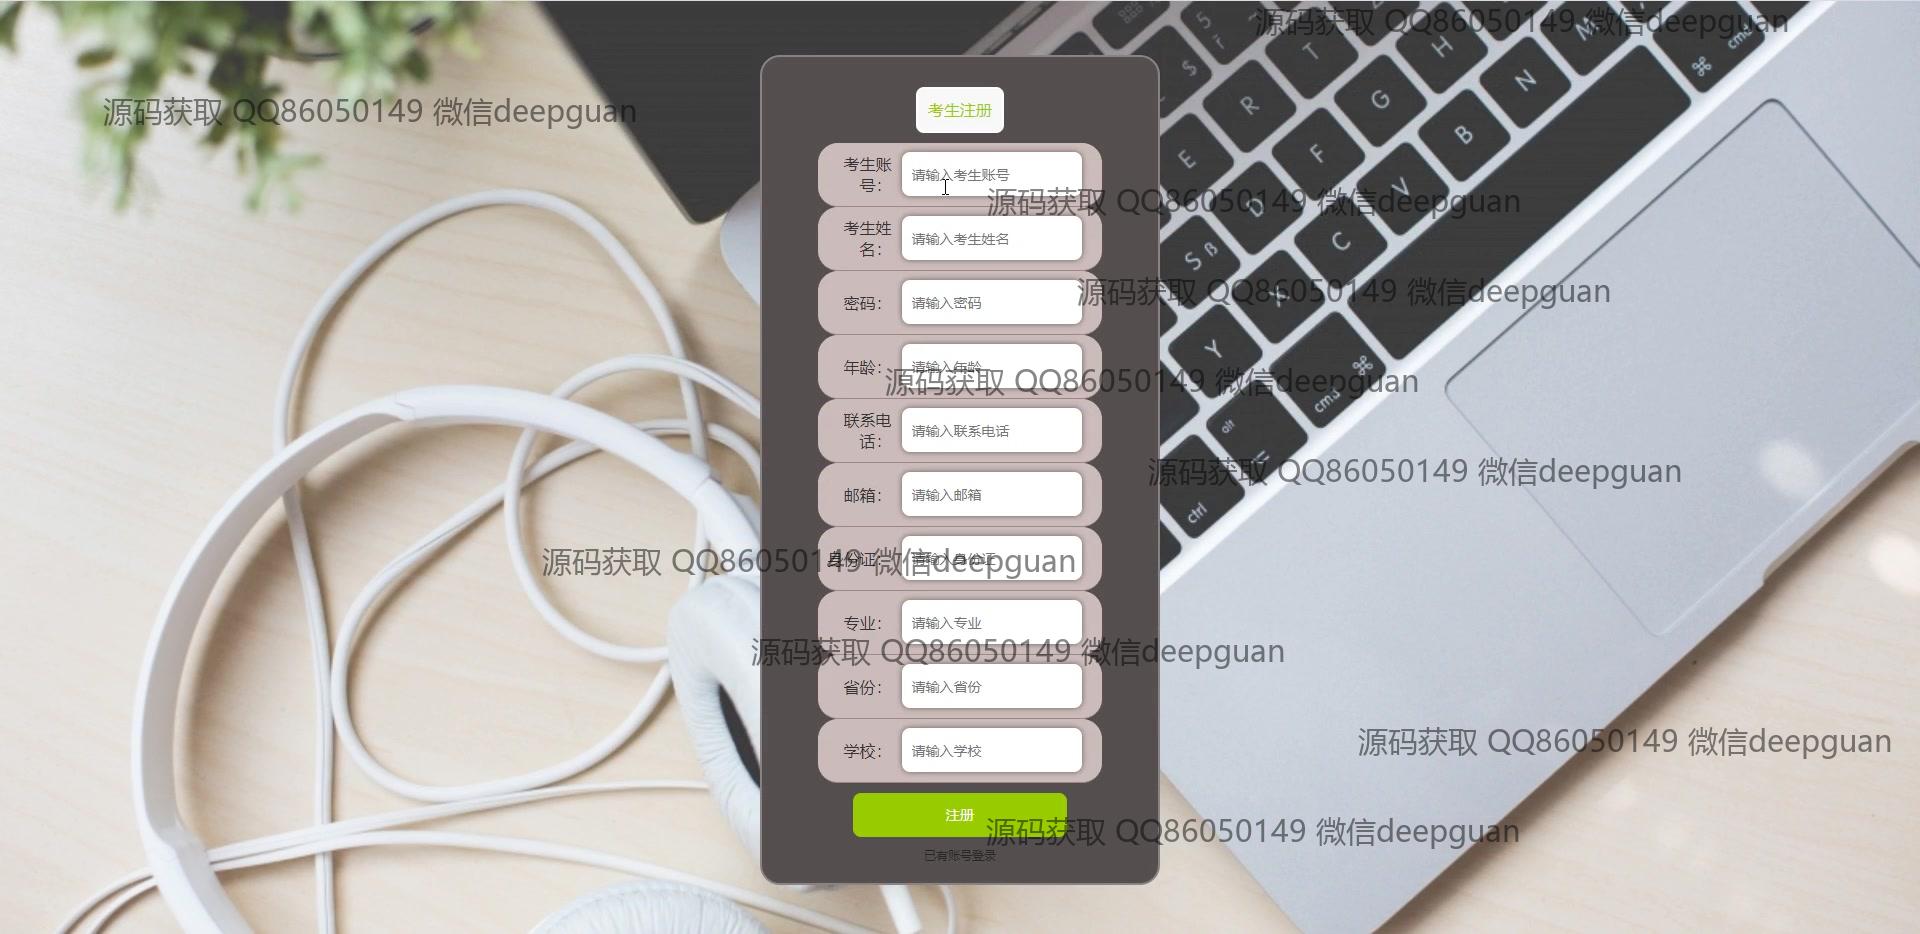 源码获取 QQ86050149 微信deepguan
源码获取 QQ86050149 微信deepguan
考生注册
考生账
号：
请输入考生账号
源码获取 QQ86050149 微信deepguan
考生姓
名：
请输入考生姓名
密码：
请输入密码
源码获取 QQ86050149 微信deepguan
年龄：
请输入年龄
源码获取 QQ86050149 微信deepguan
联系电
话：
请输入联系电话
源码获取 QQ86050149 微信deepguan
邮箱：
请输入邮箱
身份证：
请输入身份证
源码获取 QQ86050149 微信deepguan
专业：
请输入专业
源码获取 QQ86050149 微信deepguan
省份：
请输入省份
学校：
请输入学校
源码获取 QQ86050149 微信deepguan
注册
源码获取 QQ86050149 微信deepguan
已有账号登录
5
T
H
M
cmd
⌘
S
R
G
N
E
F
B
D
V
S ß
C
X
Y
⌘
cmd
alt
ctrl